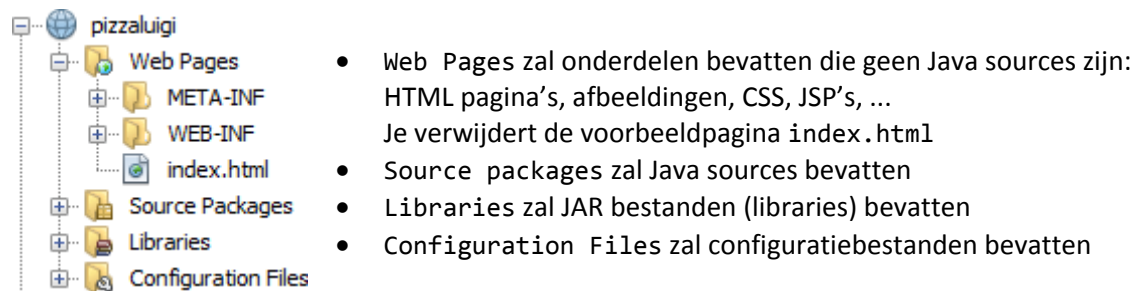 pizzaluigi
Web Pages
META-INF
WEB-INF
index.html
Source Packages
Libraries
Configuration Files
• Web Pages zal onderdelen bevatten die geen Java sources zijn:
HTML pagina’s, afbeeldingen, CSS, JSP’s, ...
Je verwijdert de voorbeeldpagina index.html
• Source packages zal Java sources bevatten
• Libraries zal JAR bestanden (libraries) bevatten
• Configuration Files zal configuratiebestanden bevatten